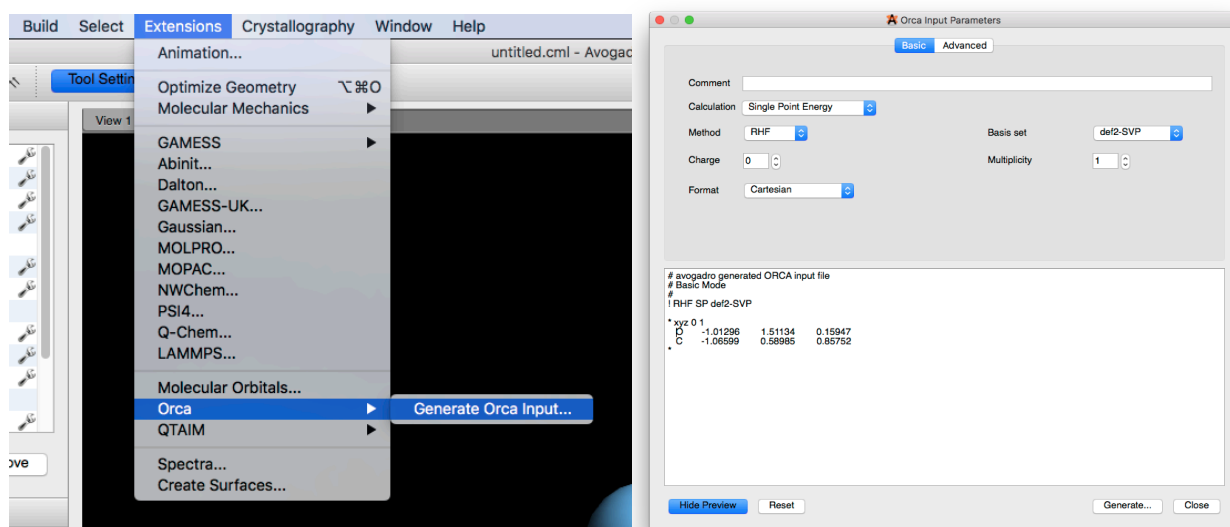 Build Select Extensions Crystallography Window Help
untitled.cml - Avogad
Tool Settin
View 1
Animation...
Optimize Geometry ⌥⌘O
Molecular Mechanics
GAMESS
Abinit...
Dalton...
GAMESS-UK...
Gaussian...
MOLPRO...
MOPAC...
NWChem...
PSI4...
Q-Chem...
LAMMPS...
Molecular Orbitals...
Orca
Generate Orca Input...
QTAIM
Spectra...
Create Surfaces...
ove
Orca Input Parameters
Basic Advanced
Comment
Calculation Single Point Energy
Method RHF Basis set def2-SVP
Charge 0 Multiplicity 1
Format Cartesian
# avogadro generated ORCA input file
# Basic Mode
#
! RHF SP def2-SVP
* xyz 0 1
-1.01296 1.51134 0.15947
C -1.06599 0.58985 0.85752
*
Hide Preview Reset Generate... Close